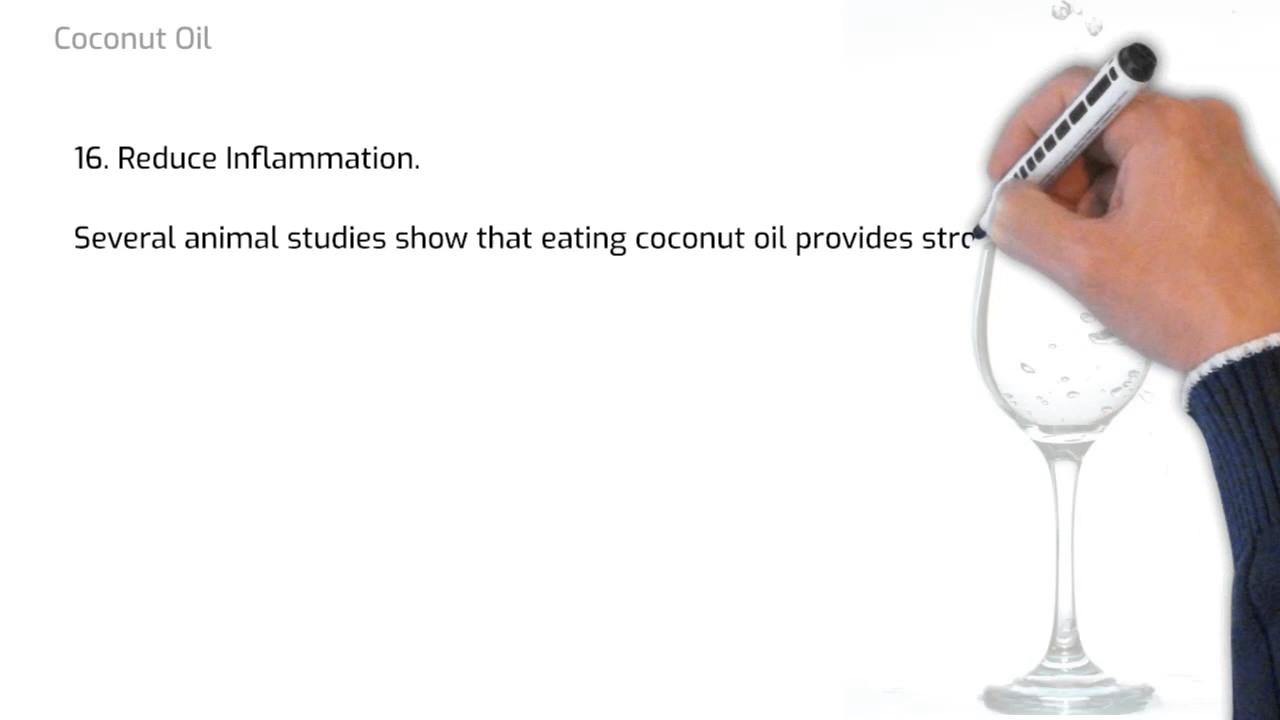 Coconut Oil
16. Reduce Inflammation.
Several animal studies show that eating coconut oil provides